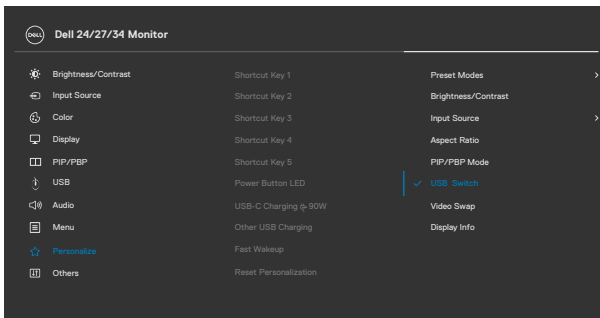 DELL
Dell 24/27/34 Monitor
Brightness/Contrast
Input Source
Color
Display
PIP/PBP
USB
Audio
Menu
Personalize
Others
Shortcut Key 1
Shortcut Key 2
Shortcut Key 3
Shortcut Key 4
Shortcut Key 5
Power Button LED
USB-C Charging 90W
Other USB Charging
Fast Wakeup
Reset Personalization
Preset Modes
Brightness/Contrast
Input Source
Aspect Ratio
PIP/PBP Mode
USB Switch
Video Swap
Display Info